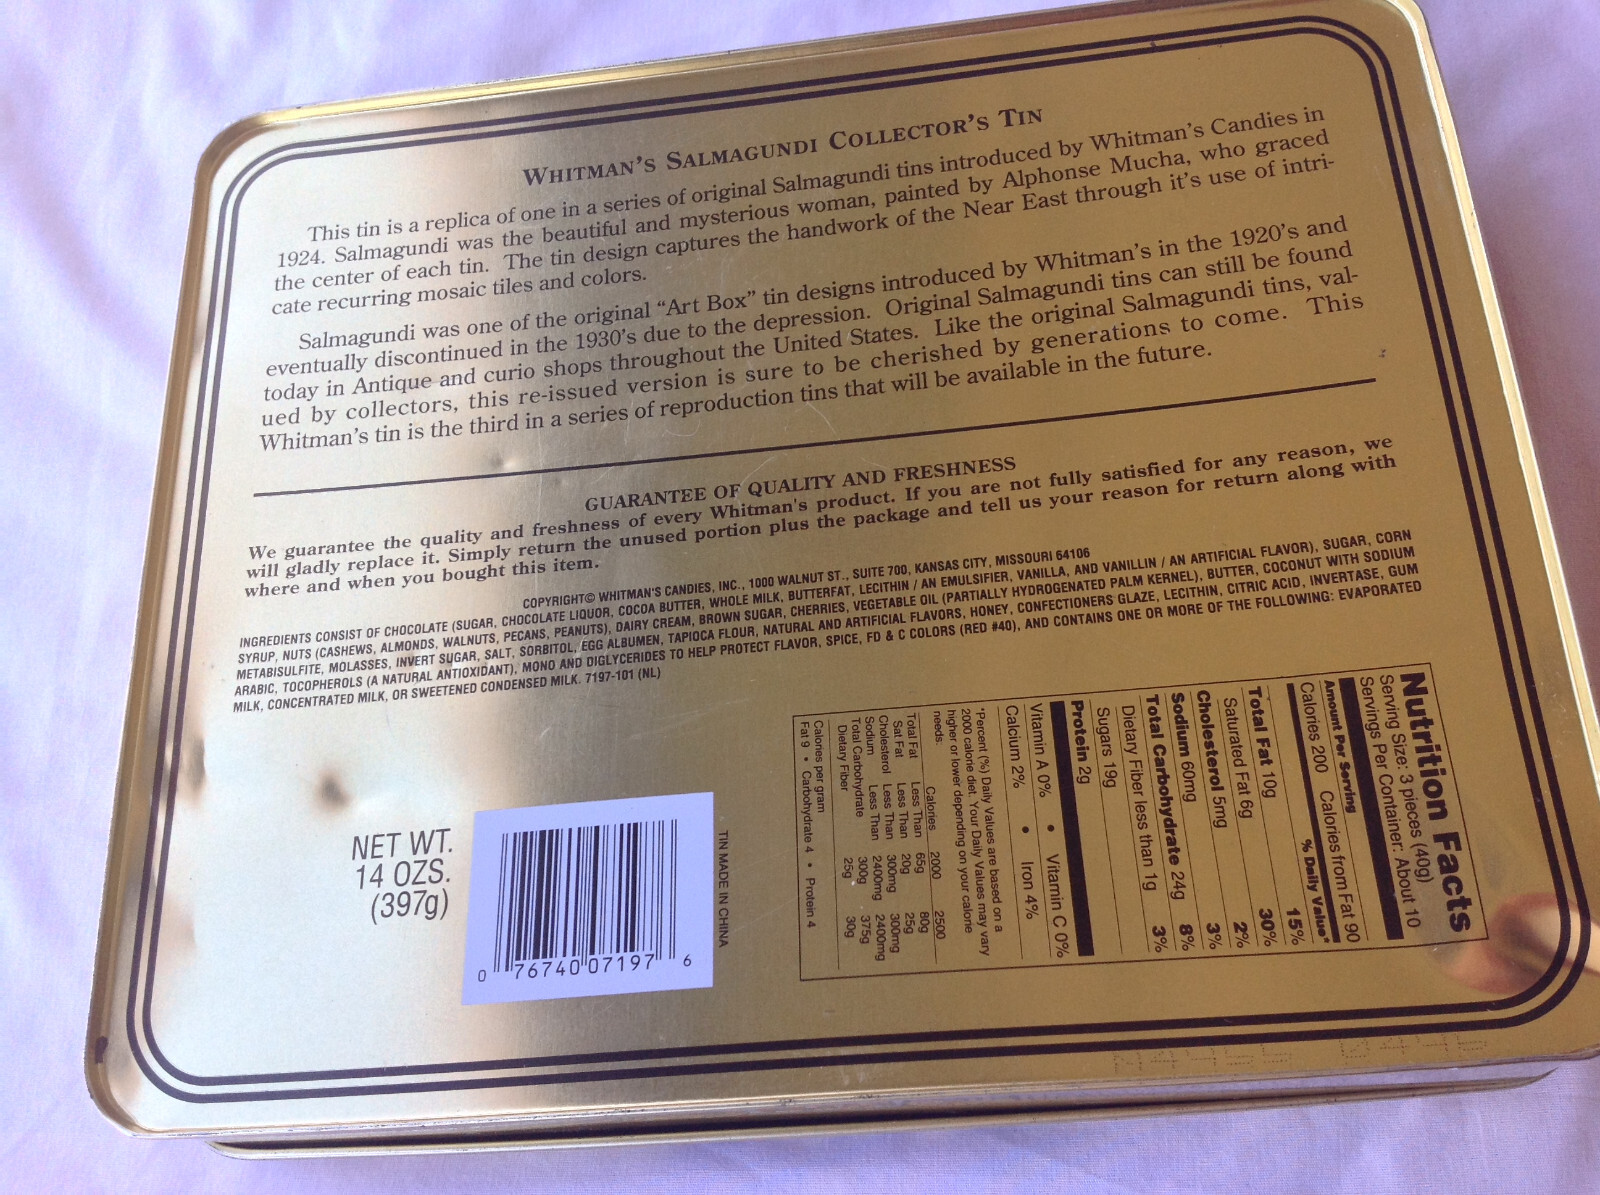 WHITMAN'S SALMAGUNDI COLLECTOR'S TIN
This tin is a replica of one in a series of original Salmagundi tins introduced by Whitman's Candies in
1924. Salmagundi was the beautiful and mysterious woman, painted by Alphonse Mucha, who graced
the center of each tin. The tin design captures the handwork of the Near East through it's use of intri-
cate recurring mosaic tiles and colors.
Salmagundi was one of the original “Art Box” tin designs introduced by Whitman's in the 1920's and
eventually discontinued in the 1930's due to the depression. Original Salmagundi tins can still be found
today in Antique and curio shops throughout the United States. Like the original Salmagundi tins, val-
ued by collectors, this re-issued version is sure to be cherished by generations to come. This
Whitman's tin is the third in a series of reproduction tins that will be available in the future.
GUARANTEE OF QUALITY AND FRESHNESS
We guarantee the quality and freshness of every Whitman's product. If you are not fully satisfied for any reason, we
will gladly replace it. Simply return the unused portion plus the package and tell us your reason for return along with
where and when you bought this item.
COPYRIGHT© WHITMAN'S CANDIES, INC., 1000 WALNUT ST., SUITE 700, KANSAS CITY, MISSOURI 64106
INGREDIENTS CONSIST OF CHOCOLATE (SUGAR, CHOCOLATE LIQUOR, COCOA BUTTER, WHOLE MILK, BUTTERFAT, LECITHIN / AN EMULSIFIER, VANILLA, AND VANILLIN / AN ARTIFICIAL FLAVOR), SUGAR, CORN
SYRUP, NUTS (CASHEWS, ALMONDS, WALNUTS, PECANS, PEANUTS), DAIRY CREAM, BROWN SUGAR, CHERRIES, VEGETABLE OIL (PARTIALLY HYDROGENATED PALM KERNEL), BUTTER, COCONUT WITH SODIUM
METABISULFITE, MOLASSES, INVERT SUGAR, SALT, SORBITOL, EGG ALBUMEN, TAPIOCA FLOUR, NATURAL AND ARTIFICIAL FLAVORS, HONEY, CONFECTIONERS GLAZE, LECITHIN, CITRIC ACID, INVERTASE, GUM
ARABIC, TOCOPHEROLS (A NATURAL ANTIOXIDANT), MONO AND DIGLYCERIDES TO HELP PROTECT FLAVOR, SPICE, FD & C COLORS (RED #40), AND CONTAINS ONE OR MORE OF THE FOLLOWING: EVAPORATED
MILK, CONCENTRATED MILK, OR SWEETENED CONDENSED MILK. 7197-101 (NL)
Nutrition Facts
Serving Size: 3 pieces (40g)
Servings Per Container: About 10
Amount Per Serving
Calories 200 Calories from Fat 90
% Daily Value*
Total Fat 10g 15%
Saturated Fat 6g 30%
Cholesterol 5mg 2%
Sodium 60mg 3%
Total Carbohydrate 24g 8%
Dietary Fiber less than 1g 3%
Sugars 19g
Protein 2g
Vitamin A 0% • Vitamin C 0%
Calcium 2% • Iron 4%
*Percent (%) Daily Values are based on a
2000 calorie diet. Your Daily Values may vary
higher or lower depending on your calorie
needs:
Calories 2000 2500
Total Fat Less Than 65g 80g
Sat Fat Less Than 20g 25g
Cholesterol Less Than 300mg 300mg
Sodium Less Than 2400mg 2400mg
Total Carbohydrate 300g 375g
Dietary Fiber 25g 30g
Calories per gram
Fat 9 • Carbohydrate 4 • Protein 4
TIN MADE IN CHINA
0 76740 07197 6
NET WT.
14 OZS.
(397g)